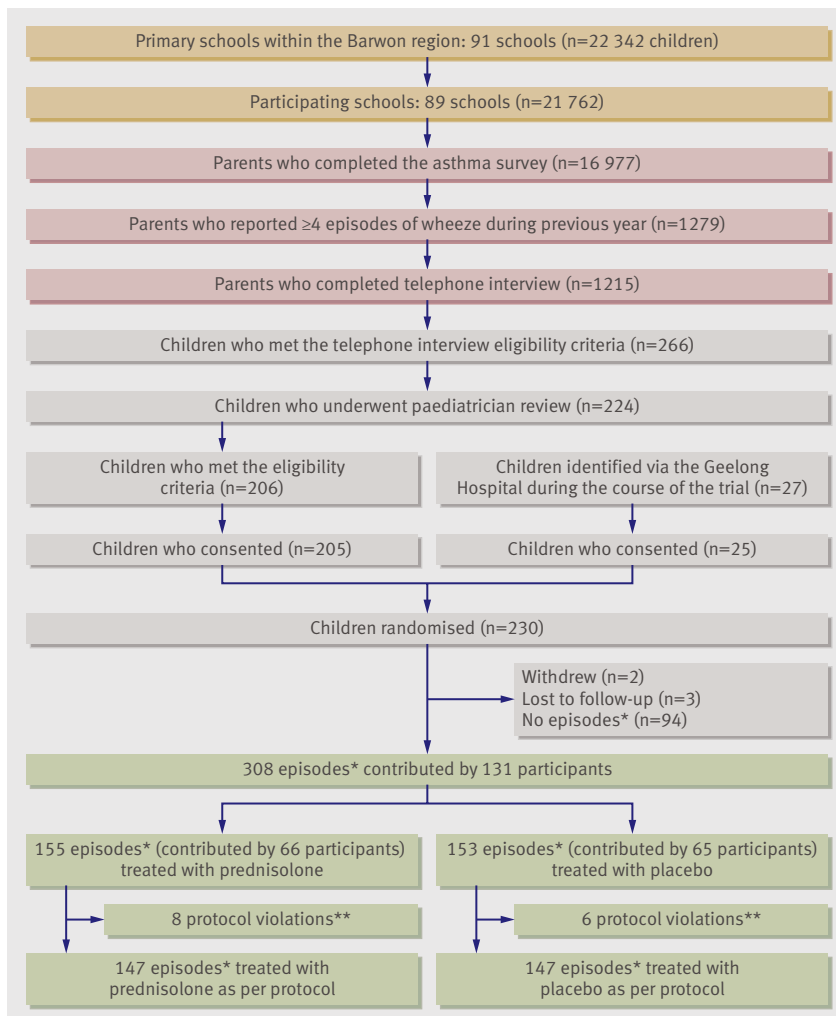 Primary schools within the Barwon region: 91 schools (n=22 342 children)
Participating schools: 89 schools (n=21 762)
Parents who completed the asthma survey (n=16 977)
Parents who reported ≥4 episodes of wheeze during previous year (n=1279)
Parents who completed telephone interview (n=1215)
Children who met the telephone interview eligibility criteria (n=266)
Children who underwent paediatrician review (n=224)
Children who met the eligibility
criteria (n=206)
Children identified via the Geelong
Hospital during the course of the trial (n=27)
Children who consented (n=205)
Children who consented (n=25)
Children randomised (n=230)
Withdrew (n=2)
Lost to follow-up (n=3)
No episodes* (n=94)
308 episodes* contributed by 131 participants
155 episodes* (contributed by 66 participants)
treated with prednisolone
153 episodes* (contributed by 65 participants)
treated with placebo
8 protocol violations**
6 protocol violations**
147 episodes* treated with
prednisolone as per protocol
147 episodes* treated with
placebo as per protocol